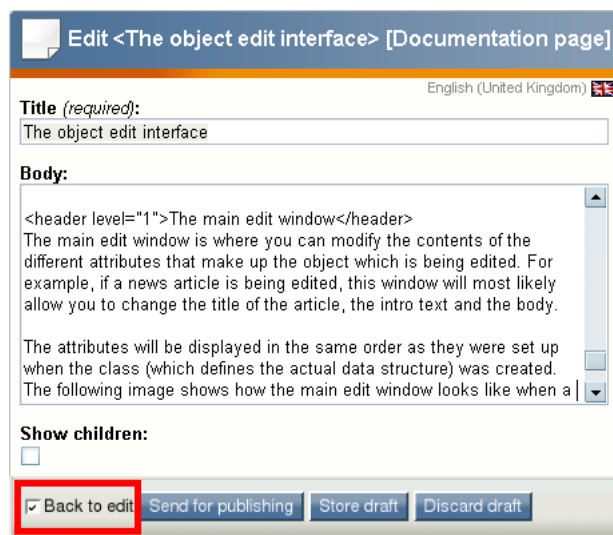 Edit <The object edit interface> [Documentation page]
English (United Kingdom)
Title (required):
The object edit interface
Body:
<header level="1">The main edit window</header>
The main edit window is where you can modify the contents of the
different attributes that make up the object which is being edited. For
example, if a news article is being edited, this window will most likely
allow you to change the title of the article, the intro text and the body.
The attributes will be displayed in the same order as they were set up
when the class (which defines the actual data structure) was created.
The following image shows how the main edit window looks like when a
Show children:
Back to edit Send for publishing Store draft Discard draft